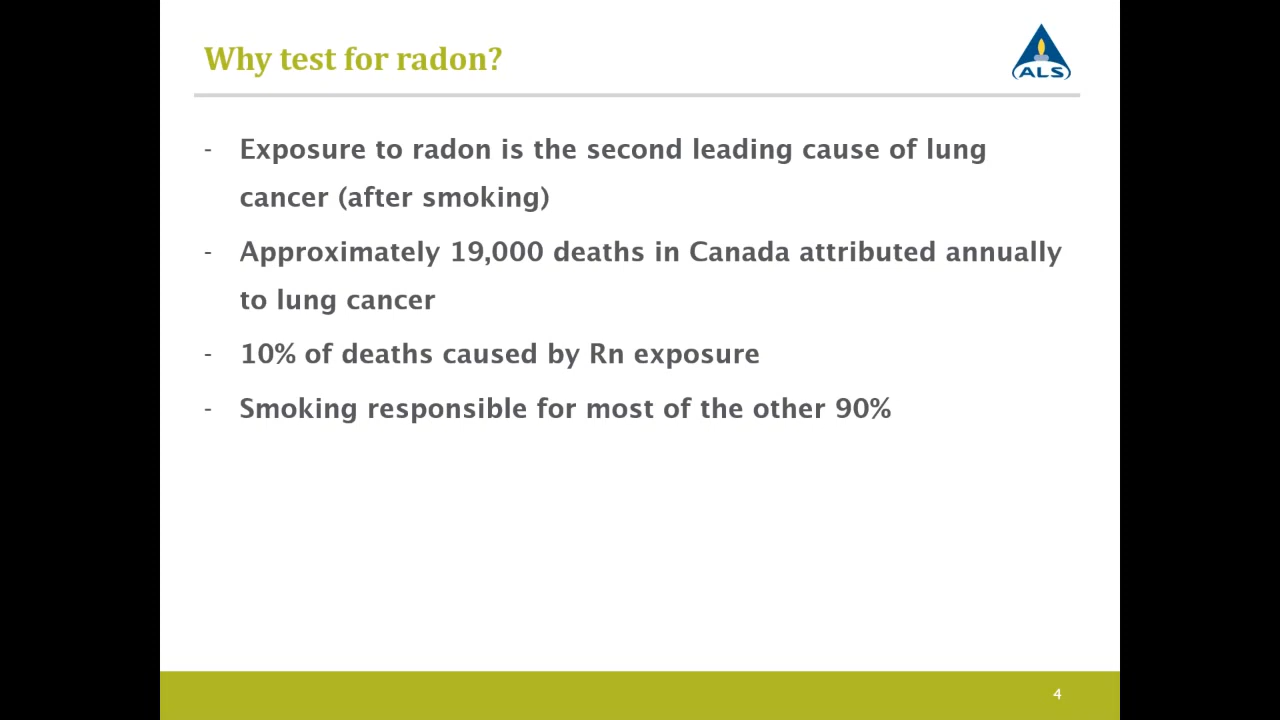 Why test for radon?
ALS
- Exposure to radon is the second leading cause of lung
cancer (after smoking)
- Approximately 19,000 deaths in Canada attributed annually
to lung cancer
- 10% of deaths caused by Rn exposure
- Smoking responsible for most of the other 90%
4